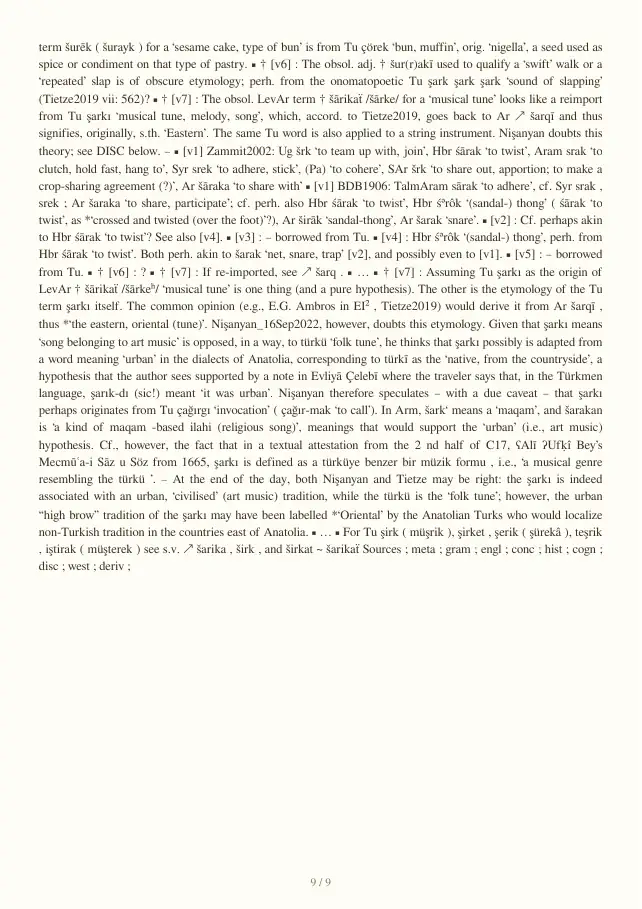 term šurēk ( šurayk ) for a ‘sesame cake, type of bun’ is from Tu çörek ‘bun, muffin’, orig. ‘nigella’, a seed used as
spice or condiment on that type of pastry. ▪ † [v6] : The obsol. adj. † šur(r)akī used to qualify a ‘swift’ walk or a
‘repeated’ slap is of obscure etymology; perh. from the onomatopoetic Tu şark şark şark ‘sound of slapping’
(Tietze2019 vii: 562)? ▪ † [v7] : The obsol. LevAr term † šārikaẗ /šārke/ for a ‘musical tune’ looks like a reimport
from Tu şarkı ‘musical tune, melody, song’, which, accord. to Tietze2019, goes back to Ar ↗ šarqī and thus
signifies, originally, s.th. ‘Eastern’. The same Tu word is also applied to a string instrument. Nişanyan doubts this
theory; see DISC below. – ▪ [v1] Zammit2002: Ug šrk ‘to team up with, join’, Hbr śārak ‘to twist’, Aram srak ‘to
clutch, hold fast, hang to’, Syr srek ‘to adhere, stick’, (Pa) ‘to cohere’, SAr šrk ‘to share out, apportion; to make a
crop-sharing agreement (?)’, Ar šāraka ‘to share with’ ▪ [v1] BDB1906: TalmAram sārak ‘to adhere’, cf. Syr srak ,
srek ; Ar šaraka ‘to share, participate’; cf. perh. also Hbr śārak ‘to twist’, Hbr śᵊrôk ‘(sandal-) thong’ ( śārak ‘to
twist’, as *‘crossed and twisted (over the foot)’?), Ar širāk ‘sandal-thong’, Ar šarak ‘snare’. ▪ [v2] : Cf. perhaps akin
to Hbr śārak ‘to twist’? See also [v4]. ▪ [v3] : – borrowed from Tu. ▪ [v4] : Hbr śᵊrôk ‘(sandal-) thong’, perh. from
Hbr śārak ‘to twist’. Both perh. akin to šarak ‘net, snare, trap’ [v2], and possibly even to [v1]. ▪ [v5] : – borrowed
from Tu. ▪ † [v6] : ? ▪ † [v7] : If re-imported, see ↗ šarq . ▪ … ▪ † [v7] : Assuming Tu şarkı as the origin of
LevAr † šārikaẗ /šārkeʰ/ ‘musical tune’ is one thing (and a pure hypothesis). The other is the etymology of the Tu
term şarkı itself. The common opinion (e.g., E.G. Ambros in EI² , Tietze2019) would derive it from Ar šarqī ,
thus *‘the eastern, oriental (tune)’. Nişanyan_16Sep2022, however, doubts this etymology. Given that şarkı means
‘song belonging to art music’ is opposed, in a way, to türkü ‘folk tune’, he thinks that şarkı possibly is adapted from
a word meaning ‘urban’ in the dialects of Anatolia, corresponding to türkī as the ‘native, from the countryside’, a
hypothesis that the author sees supported by a note in Evliyā Çelebī where the traveler says that, in the Türkmen
language, şarık-dı (sic!) meant ‘it was urban’. Nişanyan therefore speculates – with a due caveat – that şarkı
perhaps originates from Tu çağırgı ‘invocation’ ( çağır-mak ‘to call’). In Arm, šark‘ means a ‘maqam’, and šarakan
is ‘a kind of maqam -based ilahi (religious song)’, meanings that would support the ‘urban’ (i.e., art music)
hypothesis. Cf., however, the fact that in a textual attestation from the 2 nd half of C17, ʕAlī ʔUfḳī Bey’s
Mecmūʿa-i Sāz u Söz from 1665, şarkı is defined as a türküye benzer bir müzik formu , i.e., ‘a musical genre
resembling the türkü ’. – At the end of the day, both Nişanyan and Tietze may be right: the şarkı is indeed
associated with an urban, ‘civilised’ (art music) tradition, while the türkü is the ‘folk tune’; however, the urban
“high brow” tradition of the şarkı may have been labelled *‘Oriental’ by the Anatolian Turks who would localize
non-Turkish tradition in the countries east of Anatolia. ▪ … ▪ For Tu şirk ( müşrik ), şirket , şerik ( şürekâ ), teşrik
, iştirak ( müşterek ) see s.v. ↗ šarika , širk , and širkat ~ šarikaẗ Sources ; meta ; gram ; engl ; conc ; hist ; cogn ;
disc ; west ; deriv ;
9 / 9